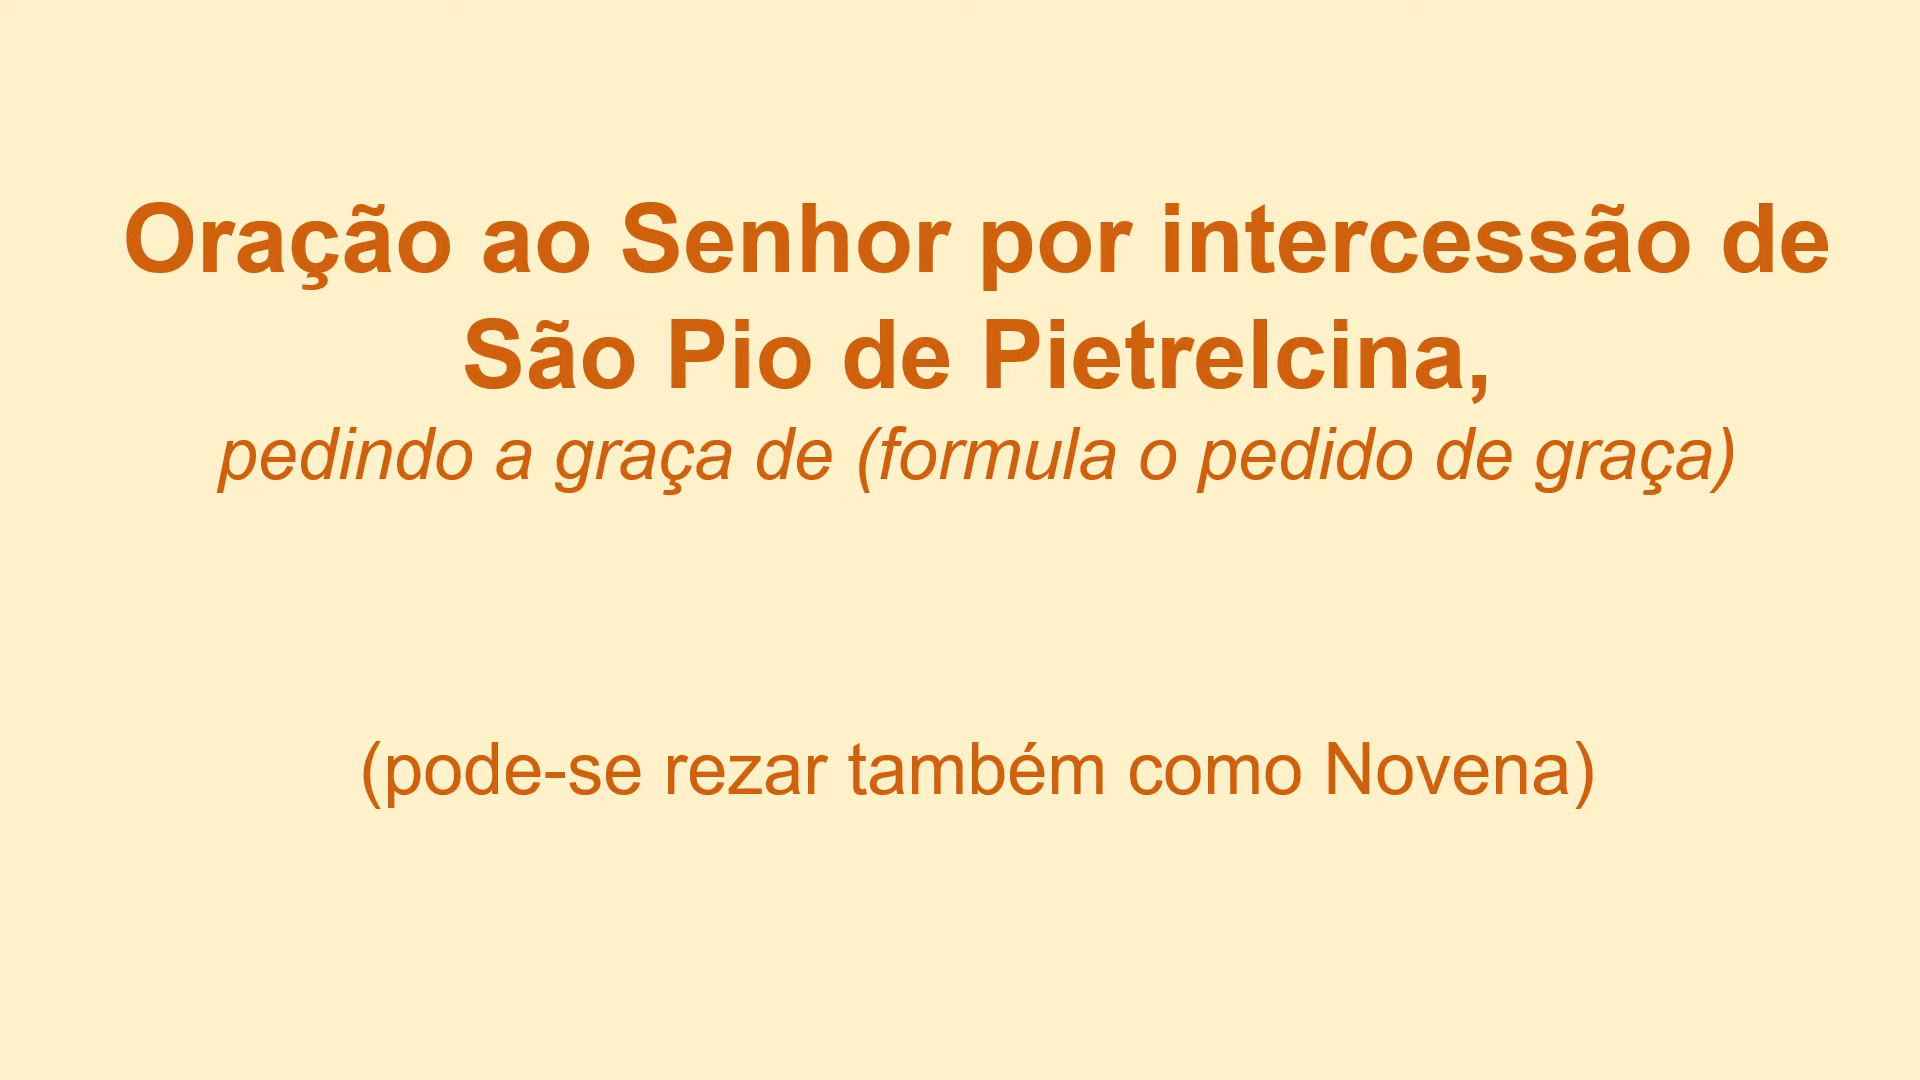 Oração ao Senhor por intercessão de
São Pio de Pietrelcina,
pedindo a graça de (formula o pedido de graça)
(pode-se rezar também como Novena)